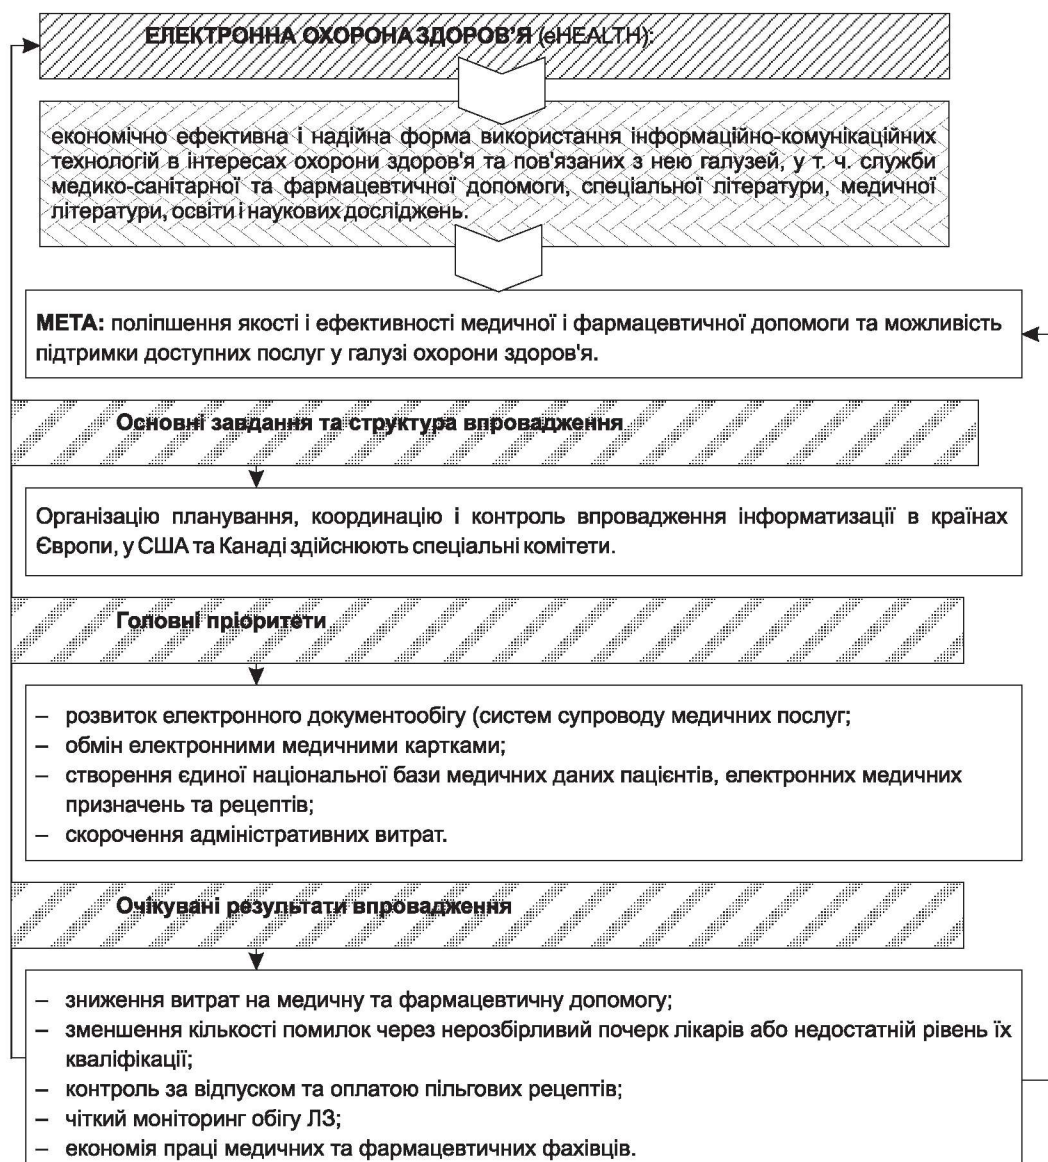 ЕЛЕКТРОННА ОХОРОНА ЗДОРОВ'Я (eHEALTH):
економічно ефективна і надійна форма використання інформаційно-комунікаційних
технологій в інтересах охорони здоров'я та пов'язаних з нею галузей, у т. ч. служби
медико-санітарної та фармацевтичної допомоги, спеціальної літератури, медичної
літератури, освіти і наукових досліджень.
МЕТА: поліпшення якості і ефективності медичної і фармацевтичної допомоги та можливість
підтримки доступних послуг у галузі охорони здоров'я.
Основні завдання та структура впровадження
Організацію планування, координацію і контроль впровадження інформатизації в країнах
Європи, у США та Канаді здійснюють спеціальні комітети.
Головні пріоритети
– розвиток електронного документообігу (систем супроводу медичних послуг;
– обмін електронними медичними картками;
– створення єдиної національної бази медичних даних пацієнтів, електронних медичних
призначень та рецептів;
– скорочення адміністративних витрат.
Очікувані результати впровадження
– зниження витрат на медичну та фармацевтичну допомогу;
– зменшення кількості помилок через нерозбірливий почерк лікарів або недостатній рівень їх
кваліфікації;
– контроль за відпуском та оплатою пільгових рецептів;
– чіткий моніторинг обігу ЛЗ;
– економія праці медичних та фармацевтичних фахівців.